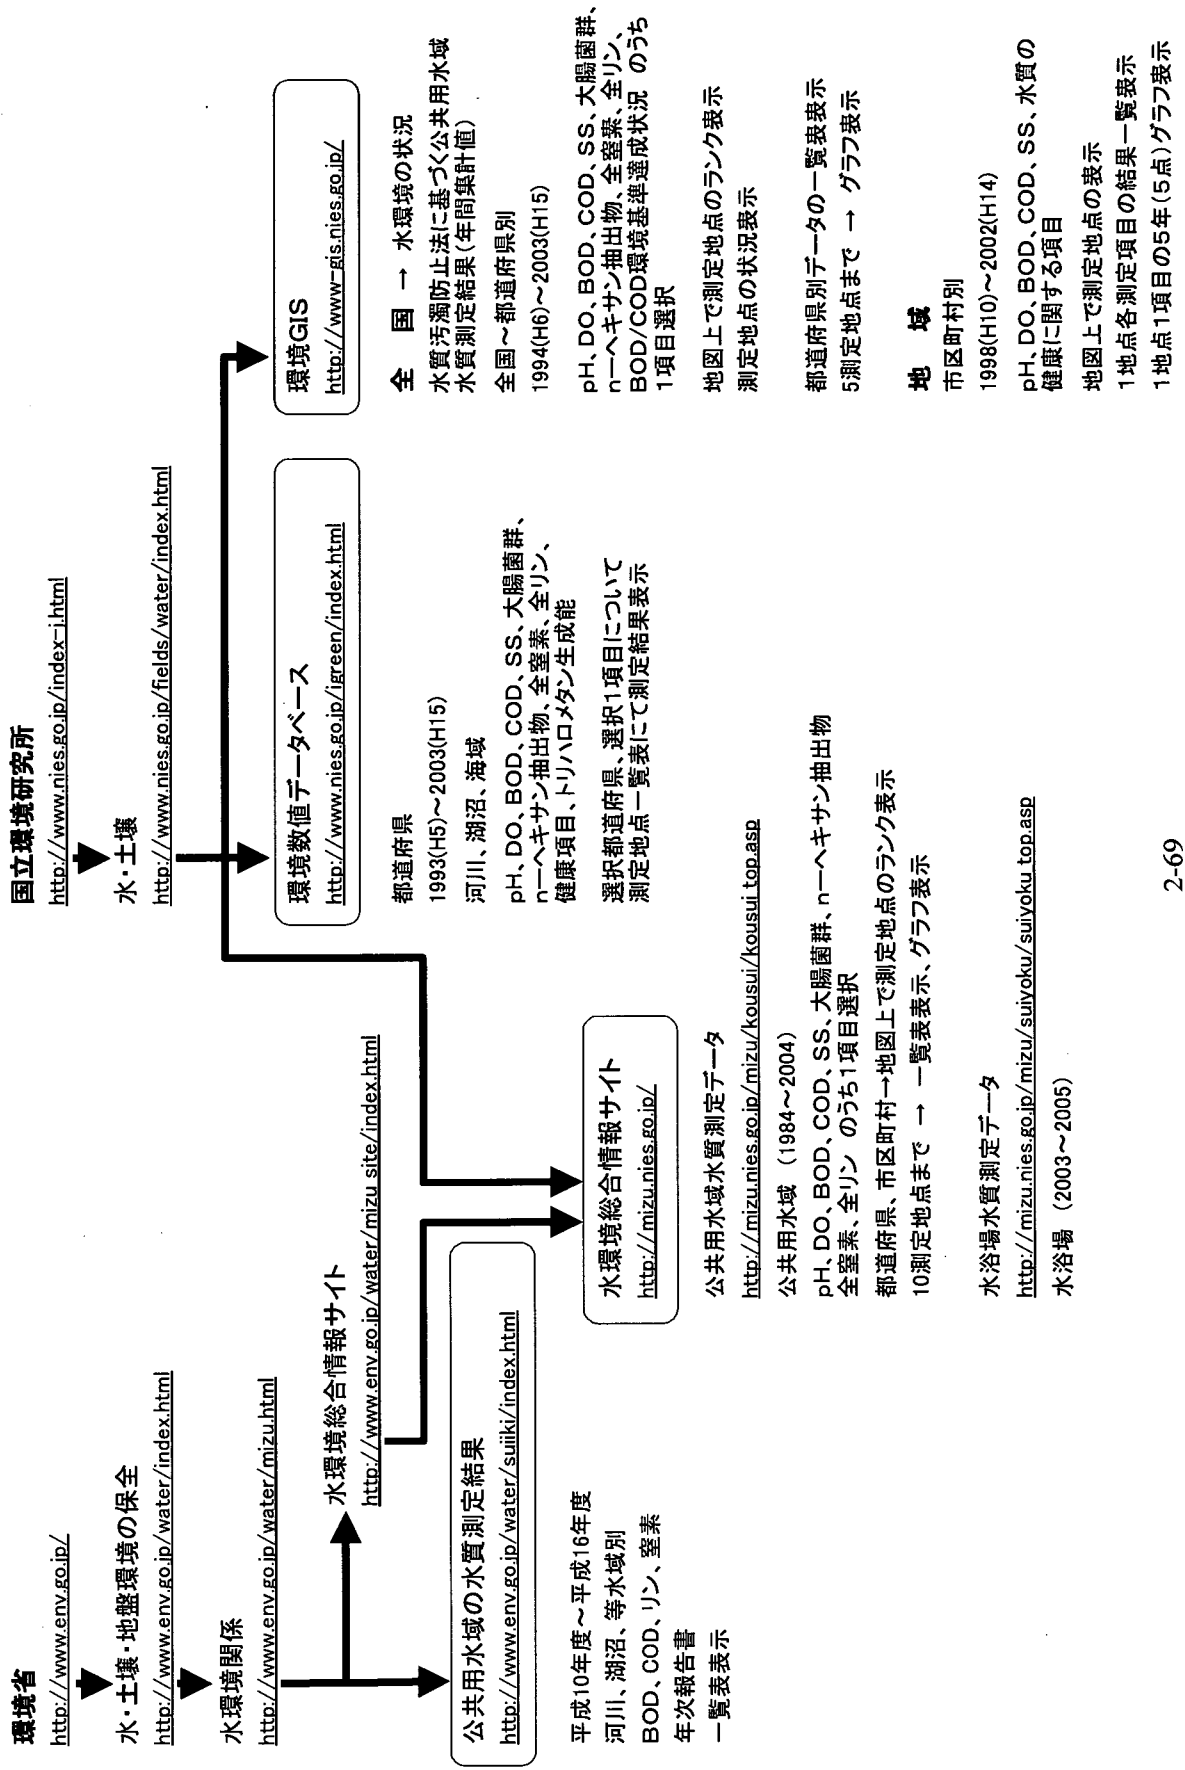 環境省
http://www.env.go.jp/
水・土壌・地盤環境の保全
http://www.env.go.jp/water/index.html
水環境関係
http://www.env.go.jp/water/mizu.html
水環境総合情報サイト
http://www.env.go.jp/water/mizu site/index.html
公共用水域の水質測定結果
http://www.env.go.jp/water/suiiki/index.html
平成10年度～平成16年度
河川、湖沼、等水域別
BOD、COD、リン、窒素
年次報告書
一覧表表示
国立環境研究所
http://www.nies.go.jp/index-j.html
水・土壌
http://www.nies.go.jp/fields/water/index.html
水環境総合情報サイト
http://mizu.nies.go.jp/
公共用水域水質測定データ
http://mizu.nies.go.jp/mizu/kousui/kousui top.asp
公共用水域 （1984～2004）
pH、DO、BOD、COD、SS、大腸菌群、n－ヘキサン抽出物
全窒素、全リン のうち1項目選択
都道府県、市区町村→地図上で測定地点のランク表示
10測定地点まで → 一覧表表示、グラフ表示
水浴場水質測定データ
http://mizu.nies.go.jp/mizu/suiyoku/suiyoku top.asp
水浴場 （2003～2005）
環境数値データベース
http://www.nies.go.jp/igreen/index.html
都道府県
1993(H5)～2003(H15)
河川、湖沼、海域
pH、DO、BOD、COD、SS、大腸菌群、
n－ヘキサン抽出物、全窒素、全リン、
健康項目、トリハロメタン生成能
選択都道府県、選択1項目について
測定地点一覧表にて測定結果表示
環境GIS
http://www-gis.nies.go.jp/
全 国 → 水環境の状況
水質汚濁防止法に基づく公共用水域
水質測定結果（年間集計値）
全国～都道府県別
1994(H6)～2003(H15)
pH、DO、BOD、COD、SS、大腸菌群、
n－ヘキサン抽出物、全窒素、全リン、
BOD/COD環境基準達成状況 のうち
1項目選択
地図上で測定地点のランク表示
測定地点の状況表示
都道府県別データの一覧表表示
5測定地点まで → グラフ表示
地 域
市区町村別
1998(H10)～2002(H14)
pH、DO、BOD、COD、SS、水質の
健康に関する項目
地図上で測定地点の表示
1地点各測定項目の結果一覧表示
1地点1項目の5年（5点）グラフ表示
2-69